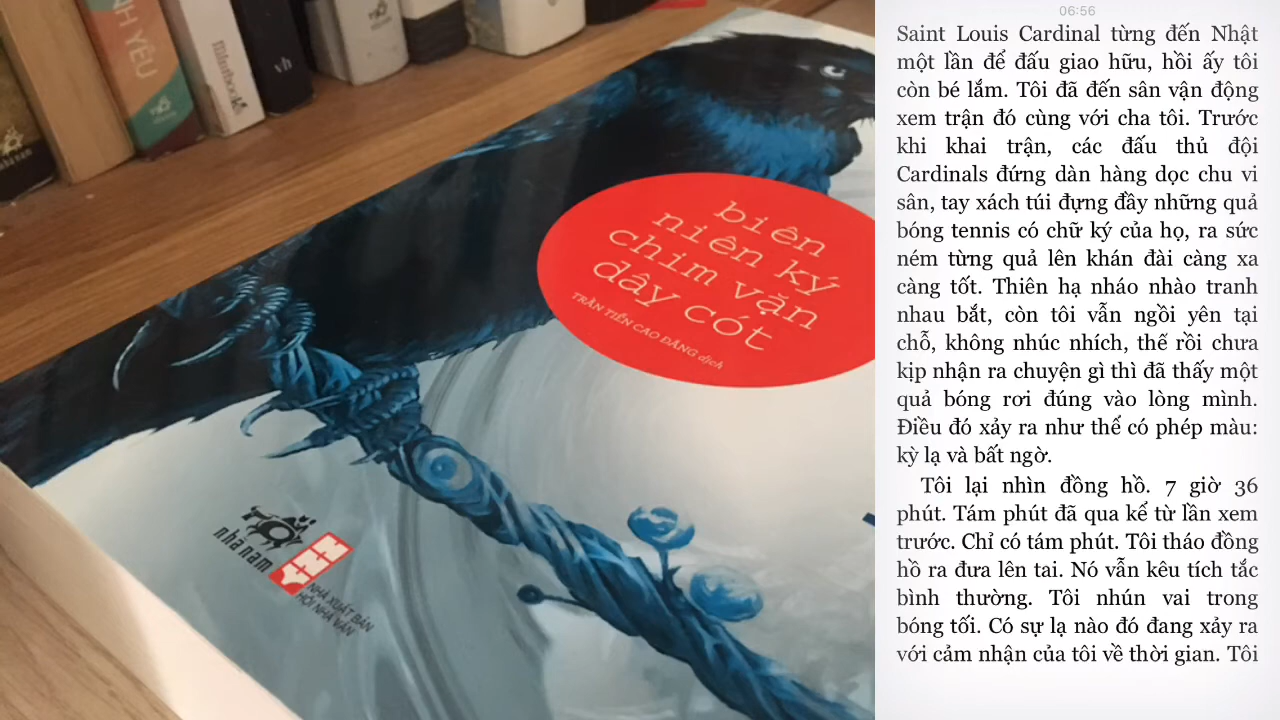 NH YÊU
minhbook
vh
nhã nam
biên
niên ký
chim vặn
dây cót
TRẦN TIỄN CAO ĐĂNG dịch
nhã nam
NHÀ XUẤT BẢN
HỘI NHÀ VĂN
06:56
Saint Louis Cardinal từng đến Nhật
một lần để đấu giao hữu, hồi ấy tôi
còn bé lắm. Tôi đã đến sân vận động
xem trận đó cùng với cha tôi. Trước
khi khai trận, các đấu thủ đội
Cardinals đứng dàn hàng dọc chu vi
sân, tay xách túi đựng đầy những quả
bóng tennis có chữ ký của họ, ra sức
ném từng quả lên khán đài càng xa
càng tốt. Thiên hạ nháo nhào tranh
nhau bắt, còn tôi vẫn ngồi yên tại
chỗ, không nhúc nhích, thế rồi chưa
kịp nhận ra chuyện gì thì đã thấy một
quả bóng rơi đúng vào lòng mình.
Điều đó xảy ra như thể có phép màu:
kỳ lạ và bất ngờ.
Tôi lại nhìn đồng hồ. 7 giờ 36
phút. Tám phút đã qua kể từ lần xem
trước. Chỉ có tám phút. Tôi tháo đồng
hồ ra đưa lên tai. Nó vẫn kêu tích tắc
bình thường. Tôi nhún vai trong
bóng tối. Có sự lạ nào đó đang xảy ra
với cảm nhận của tôi về thời gian. Tôi